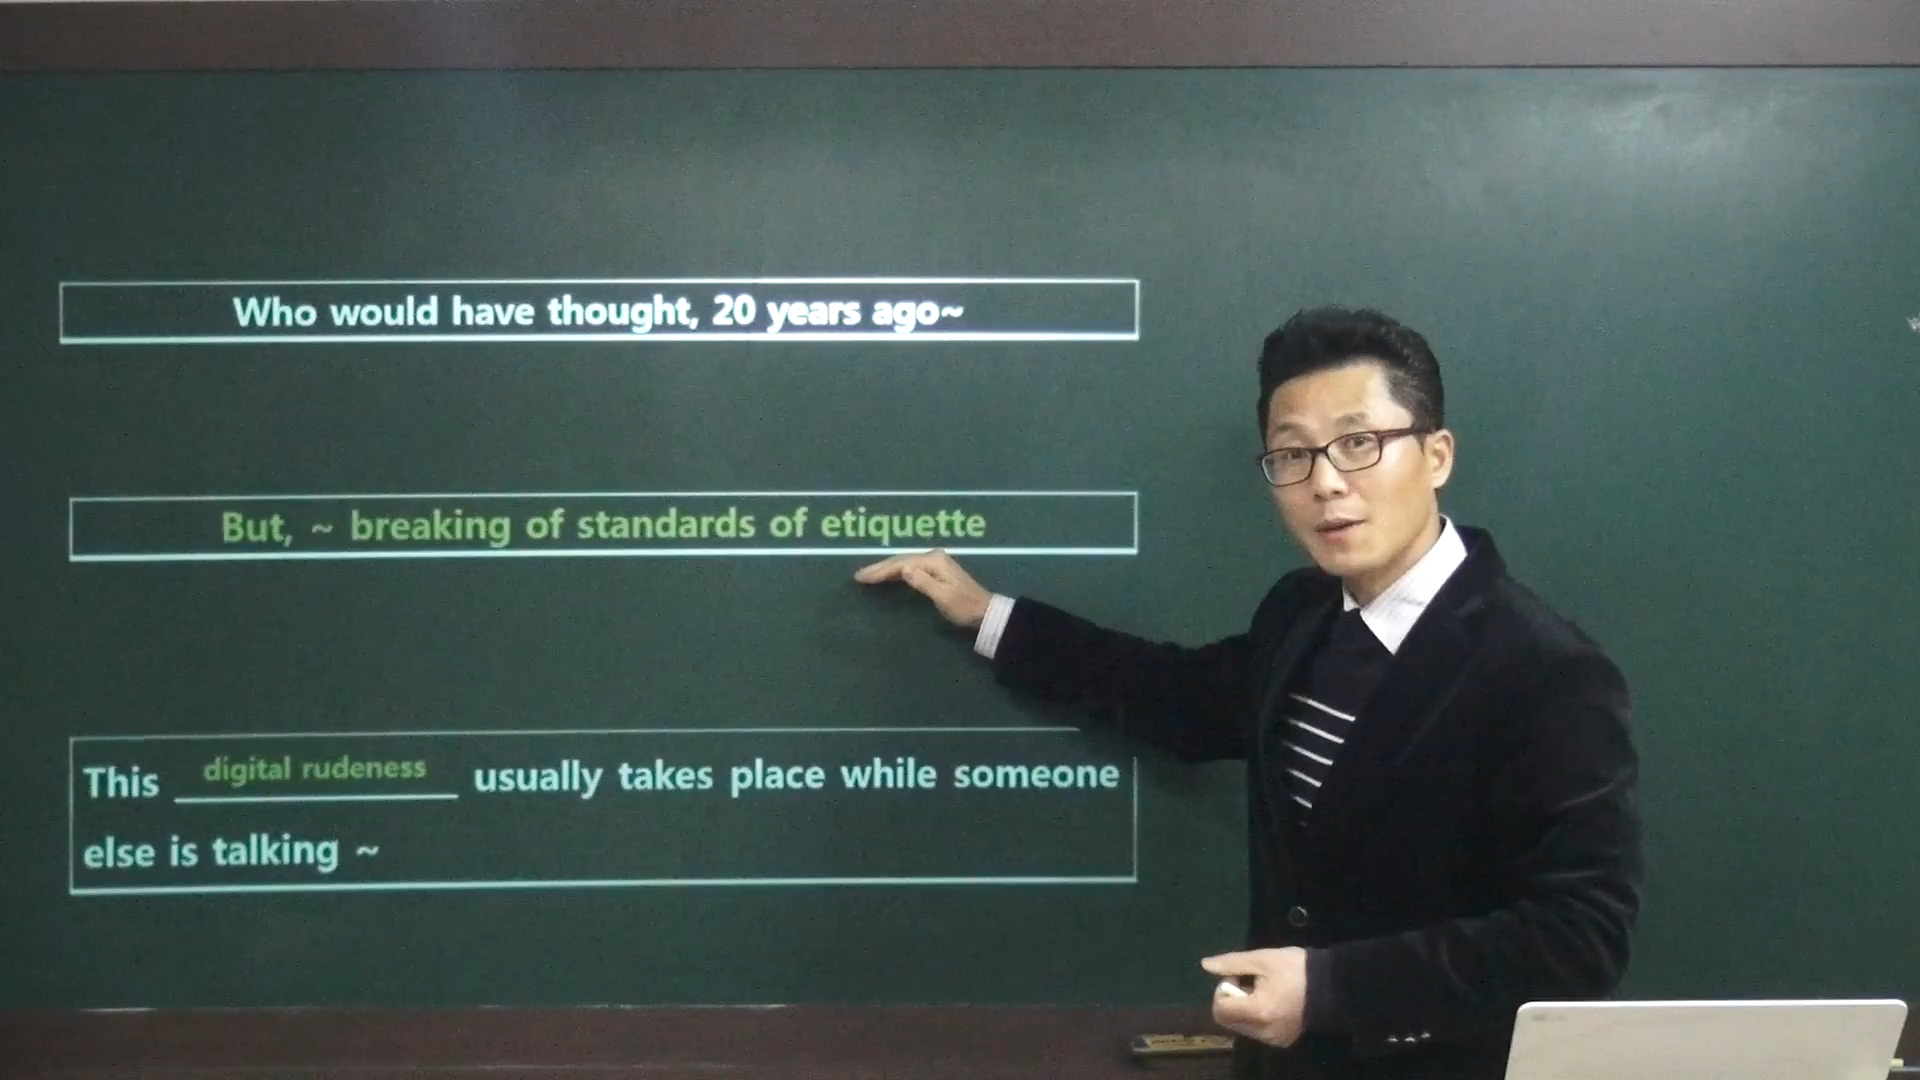 Who would have thought, 20 years ago~
But, ~ breaking of standards of etiquette
This digital rudeness usually takes place while someone
else is talking ~